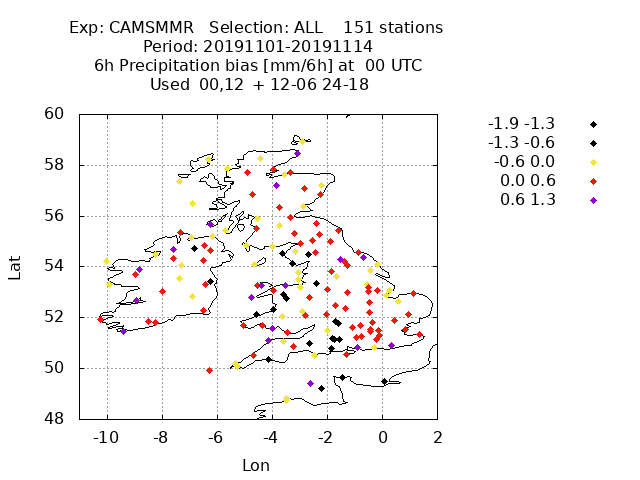 Exp: CAMSMMR   Selection: ALL    151 stations
Period: 20191101-20191114
6h Precipitation bias [mm/6h] at  00 UTC
Used  00,12  + 12-06 24-18
-1.9 -1.3
-1.3 -0.6
-0.6 0.0
0.0 0.6
0.6 1.3
60
58
56
54
52
50
48
Lat
-10 -8 -6 -4 -2 0 2
Lon